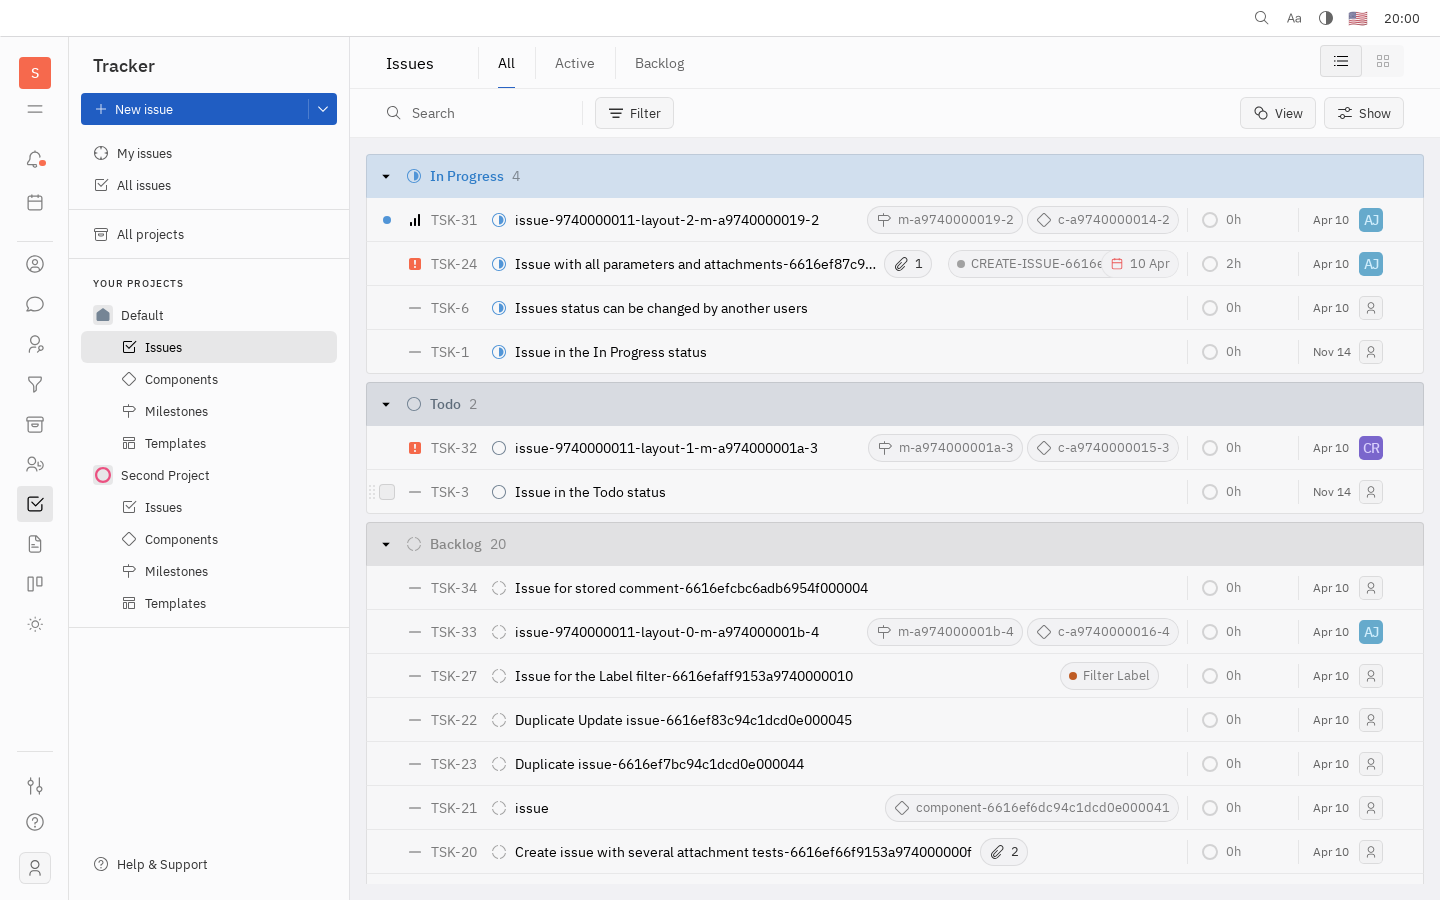 Aa 20:00
S
Tracker
New issue
My issues
All issues
All projects
YOUR PROJECTS
Default
Issues
Components
Milestones
Templates
Second Project
Issues
Components
Milestones
Templates
Help & Support
Issues All Active Backlog
Search Filter View Show
In Progress 4
TSK-31 issue-9740000011-layout-2-m-a9740000019-2 m-a9740000019-2 c-a9740000014-2 0h Apr 10 AJ
TSK-24 Issue with all parameters and attachments-6616ef87c9... 1 CREATE-ISSUE-6616e 10 Apr 2h Apr 10 AJ
TSK-6 Issues status can be changed by another users 0h Apr 10
TSK-1 Issue in the In Progress status 0h Nov 14
Todo 2
TSK-32 issue-9740000011-layout-1-m-a974000001a-3 m-a974000001a-3 c-a9740000015-3 0h Apr 10 CR
TSK-3 Issue in the Todo status 0h Nov 14
Backlog 20
TSK-34 Issue for stored comment-6616efcbc6adb6954f000004 0h Apr 10
TSK-33 issue-9740000011-layout-0-m-a974000001b-4 m-a974000001b-4 c-a9740000016-4 0h Apr 10 AJ
TSK-27 Issue for the Label filter-6616efaff9153a9740000010 Filter Label 0h Apr 10
TSK-22 Duplicate Update issue-6616ef83c94c1dcd0e000045 0h Apr 10
TSK-23 Duplicate issue-6616ef7bc94c1dcd0e000044 0h Apr 10
TSK-21 issue component-6616ef6dc94c1dcd0e000041 0h Apr 10
TSK-20 Create issue with several attachment tests-6616ef66f9153a974000000f 2 0h Apr 10